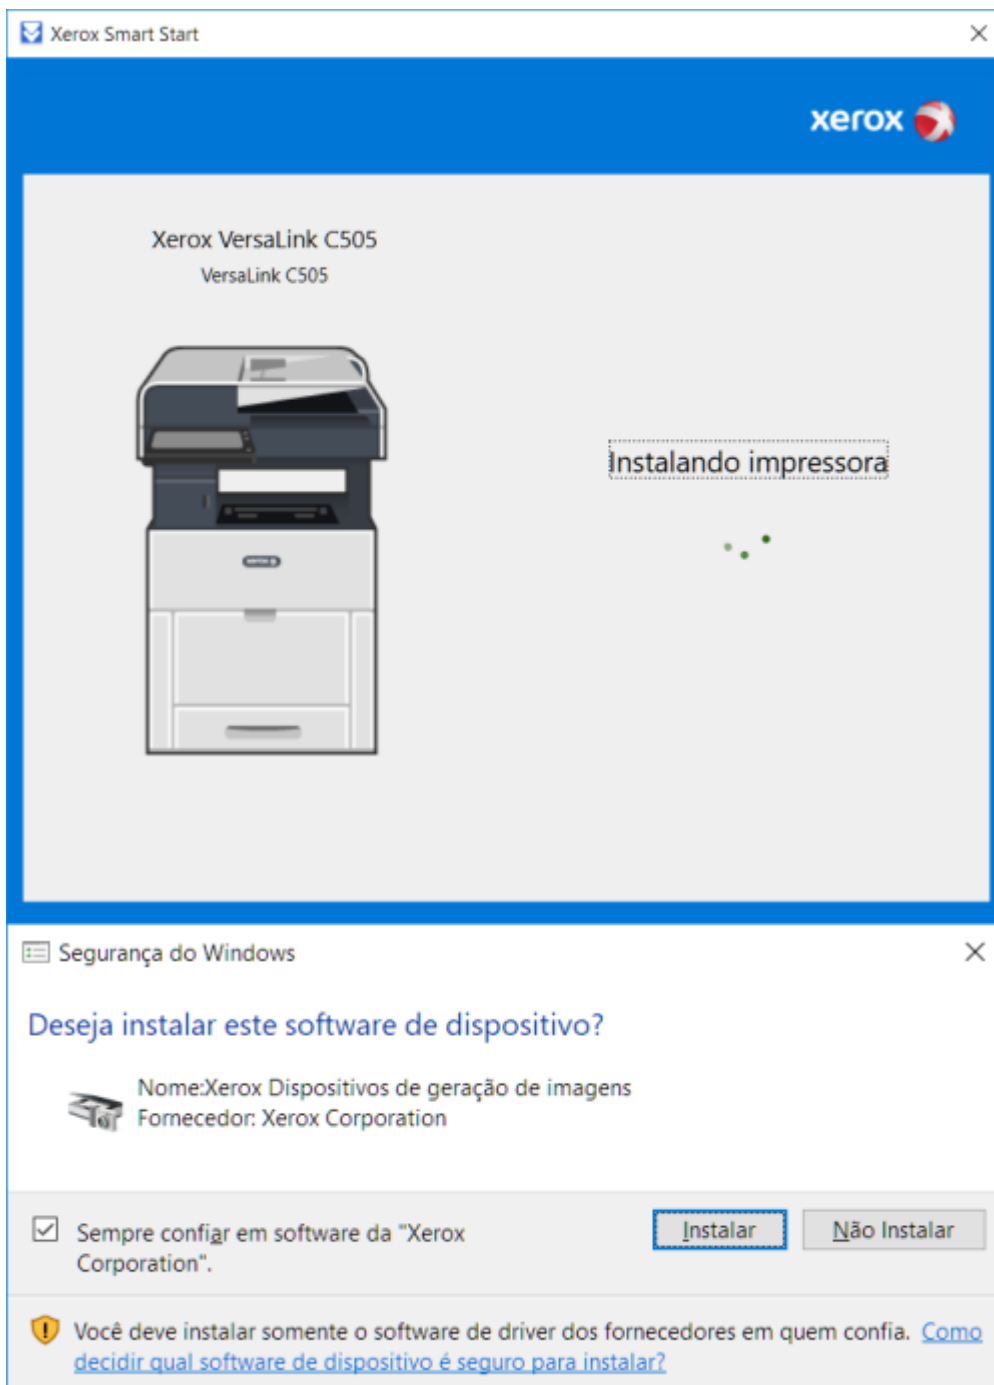 Xerox Smart Start
xerox
Xerox VersaLink C505
VersaLink C505
Instalando impressora
Segurança do Windows
Deseja instalar este software de dispositivo?
Nome:Xerox Dispositivos de geração de imagens
Fornecedor: Xerox Corporation
Sempre confiar em software da "Xerox
Corporation".
Instalar
Não Instalar
Você deve instalar somente o software de driver dos fornecedores em quem confia. Como
decidir qual software de dispositivo é seguro para instalar?